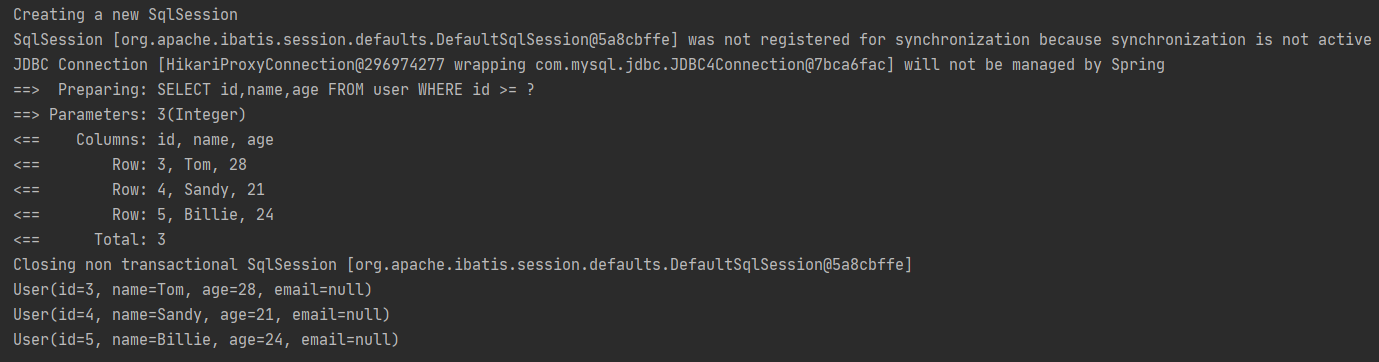 Creating a new SqlSession
SqlSession [org.apache.ibatis.session.defaults.DefaultSqlSession@5a8cbffe] was not registered for synchronization because synchronization is not active
JDBC Connection [HikariProxyConnection@296974277 wrapping com.mysql.jdbc.JDBC4Connection@7bca6fac] will not be managed by Spring
==>  Preparing: SELECT id,name,age FROM user WHERE id >= ?
==> Parameters: 3(Integer)
<==    Columns: id, name, age
<==        Row: 3, Tom, 28
<==        Row: 4, Sandy, 21
<==        Row: 5, Billie, 24
<==      Total: 3
Closing non transactional SqlSession [org.apache.ibatis.session.defaults.DefaultSqlSession@5a8cbffe]
User(id=3, name=Tom, age=28, email=null)
User(id=4, name=Sandy, age=21, email=null)
User(id=5, name=Billie, age=24, email=null)